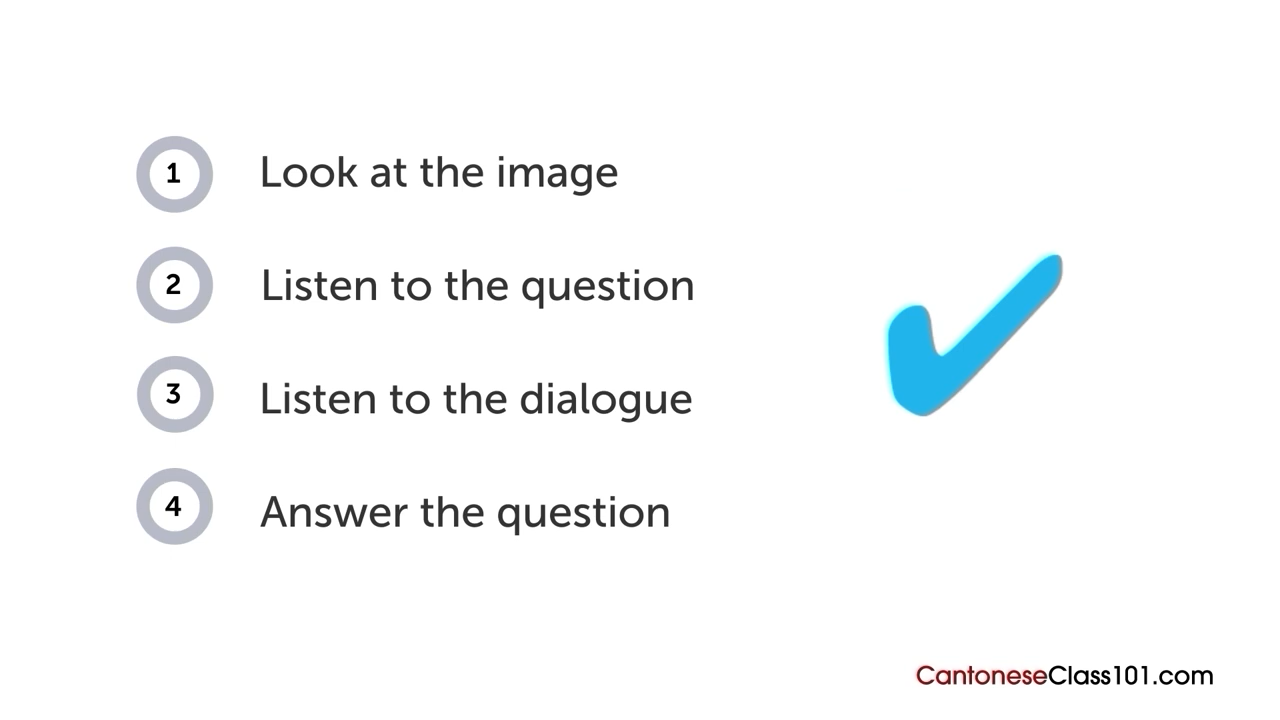 1 Look at the image
2 Listen to the question
3 Listen to the dialogue
4 Answer the question
CantoneseClass101.com